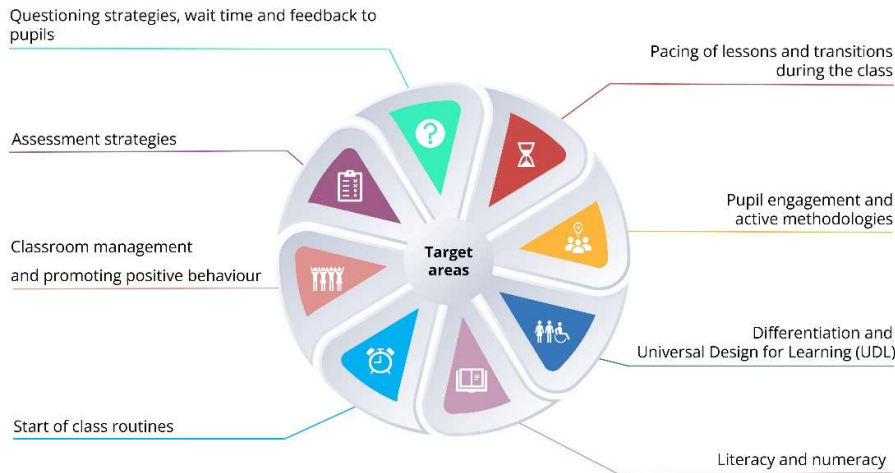 Questioning strategies, wait time and feedback to
pupils
Pacing of lessons and transitions
during the class
Assessment strategies
Pupil engagement and
active methodologies
Classroom management
and promoting positive behaviour
Target
areas
Differentiation and
Universal Design for Learning (UDL)
Start of class routines
Literacy and numeracy